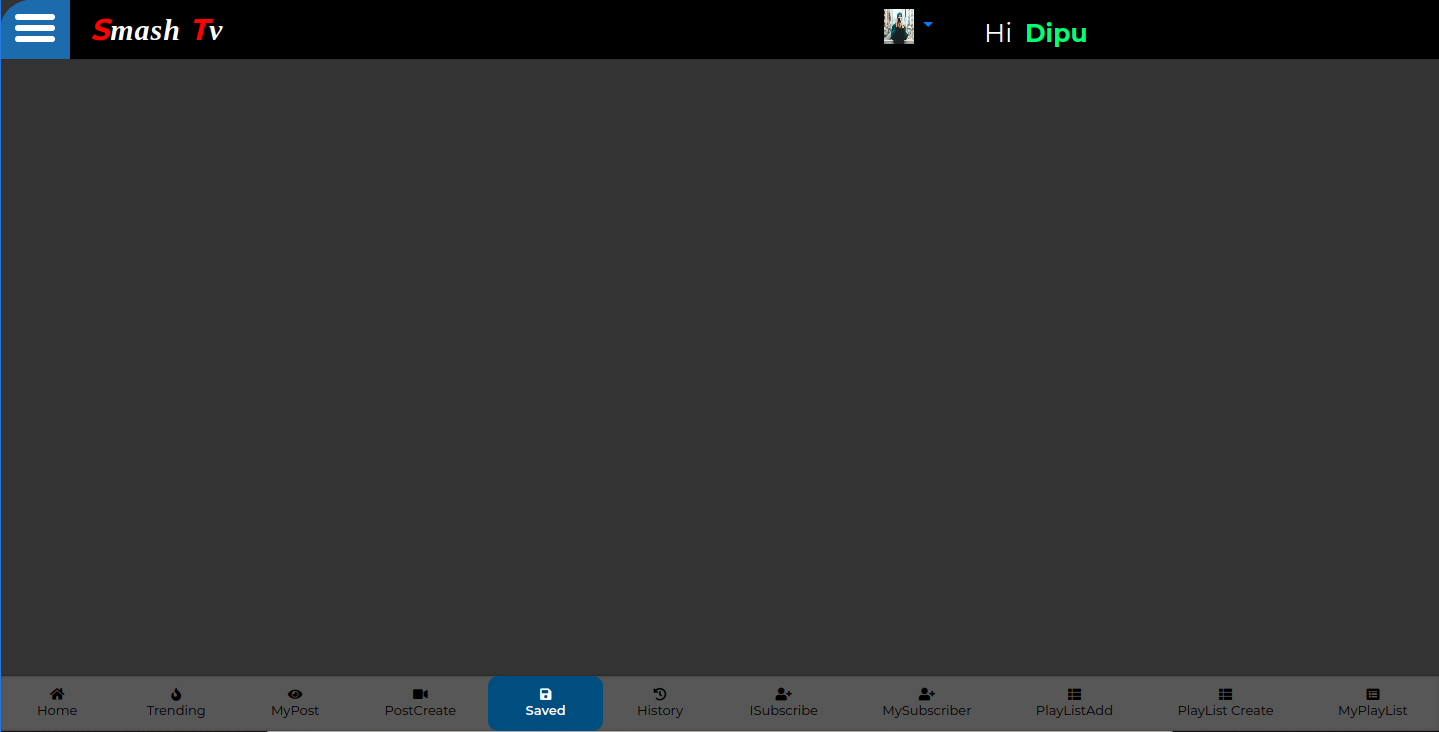 Smash Tv
Hi Dipu
Home
Trending
MyPost
PostCreate
Saved
History
ISubscribe
MySubscriber
PlayListAdd
PlayList Create
MyPlayList